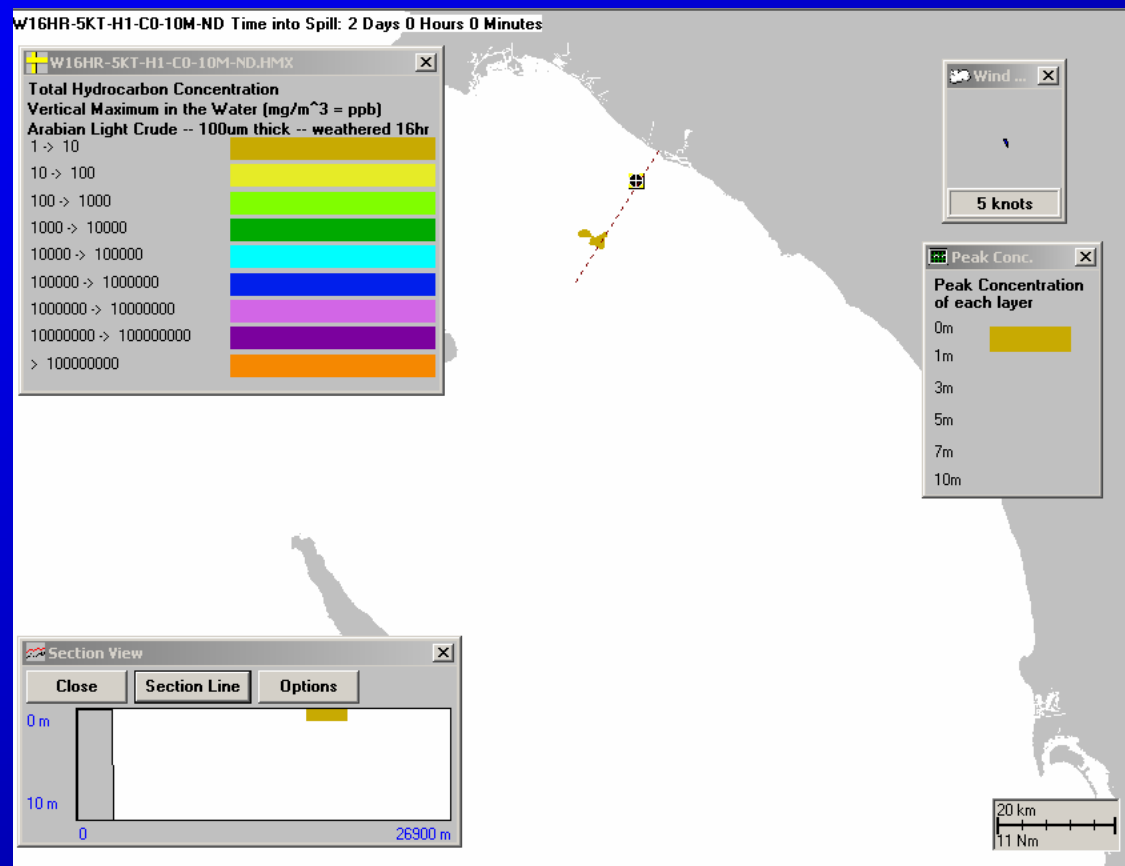 W16HR-5KT-H1-C0-10M-ND Time into Spill: 2 Days 0 Hours 0 Minutes
W16HR-5KT-H1-C0-10M-ND.HMX
Total Hydrocarbon Concentration
Vertical Maximum in the Water (mg/m^3 = ppb)
Arabian Light Crude -- 100um thick -- weathered 16hr
1 -> 10
10 -> 100
100 -> 1000
1000 -> 10000
10000 -> 100000
100000 -> 1000000
1000000 -> 10000000
10000000 -> 100000000
> 100000000
Wind ...
5 knots
Peak Conc.
Peak Concentration
of each layer
0m
1m
3m
5m
7m
10m
Section View
Close Section Line Options
0 m
10 m
0 26900 m
20 km
11 Nm